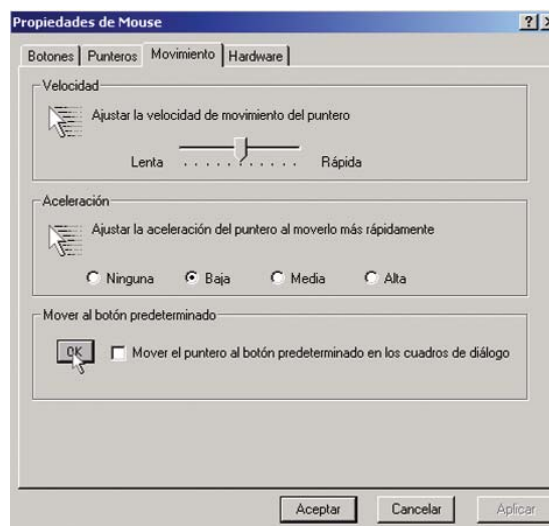 Propiedades de Mouse
Botones Punteros Movimiento Hardware
Velocidad
Ajustar la velocidad de movimiento del puntero
Lenta Rápida
Aceleración
Ajustar la aceleración del puntero al moverlo más rápidamente
Ninguna Baja Media Alta
Mover al botón predeterminado
OK Mover el puntero al botón predeterminado en los cuadros de diálogo
Aceptar Cancelar Aplicar